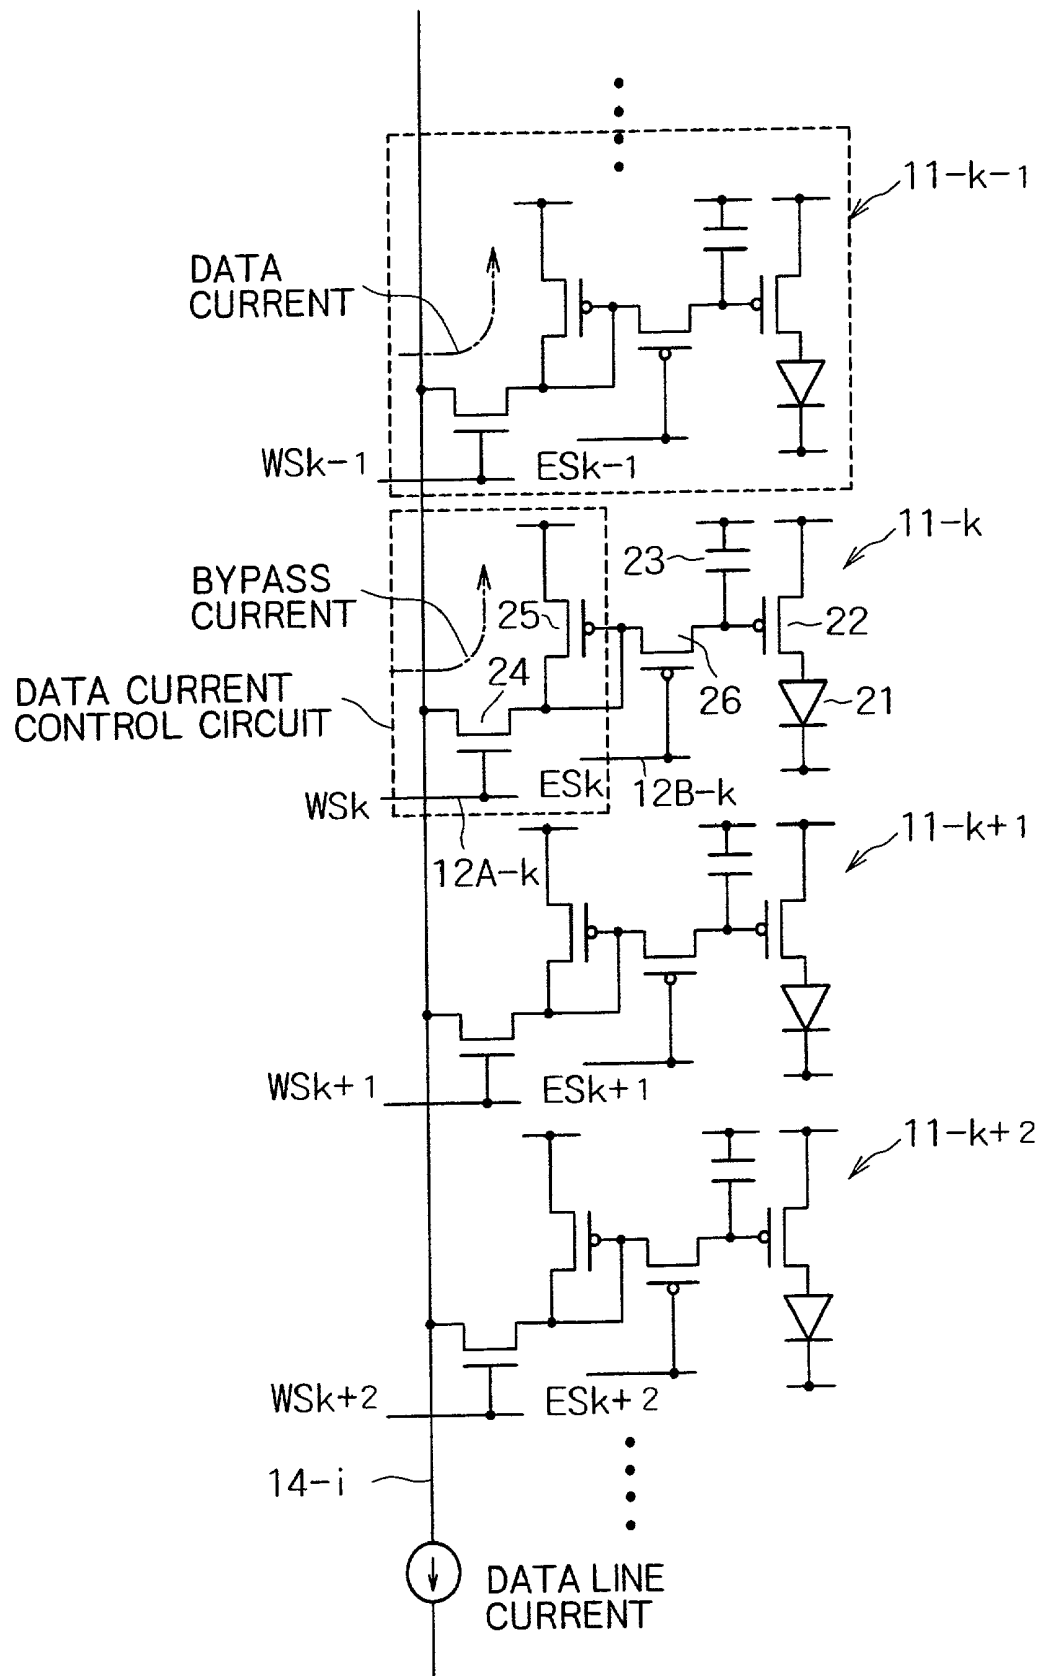 11-k-1
DATA
CURRENT
WSk-1
ESk-1
11-k
23
BYPASS
CURRENT
25
22
24
26
21
DATA CURRENT
CONTROL CIRCUIT
ESk
12B-k
WSk
12A-k
11-k+1
WSk+1
ESk+1
11-k+2
WSk+2
ESk+2
14-i
DATA LINE
CURRENT